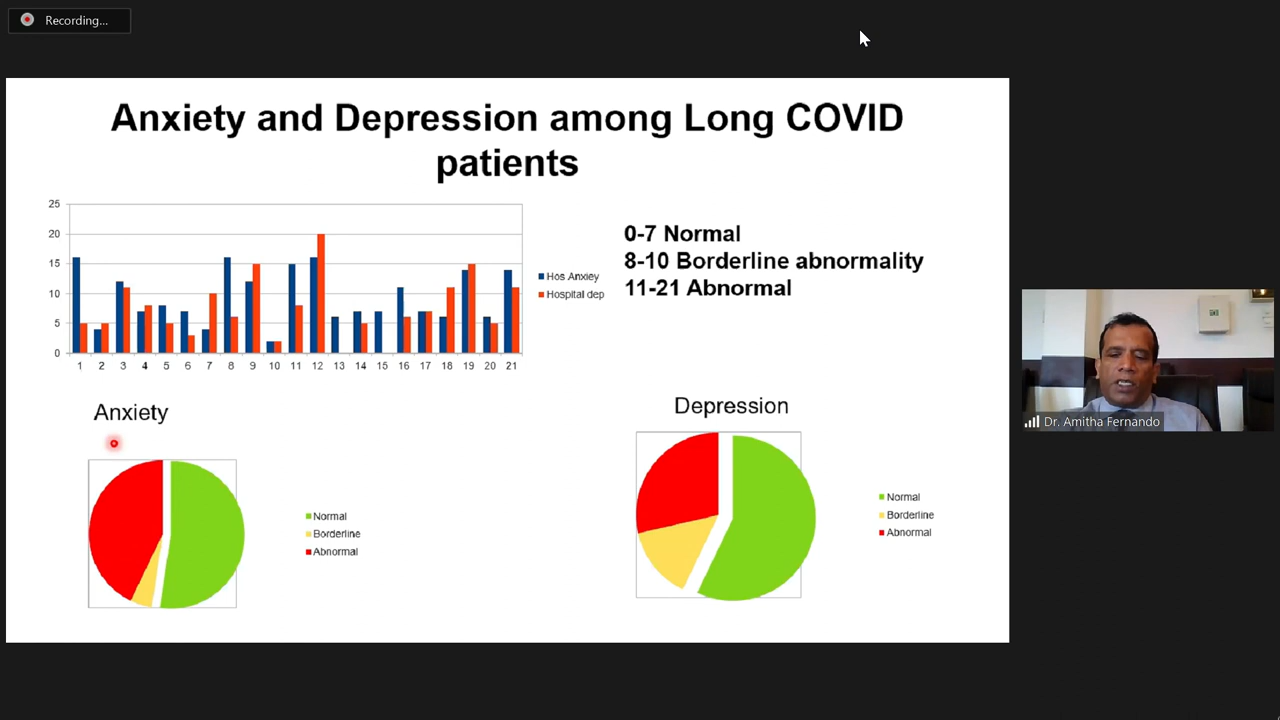 Recording...
Anxiety and Depression among Long COVID
patients
25
20
15
10
5
0
1 2 3 4 5 6 7 8 9 10 11 12 13 14 15 16 17 18 19 20 21
Hos Anxiey
Hospital dep
0-7 Normal
8-10 Borderline abnormality
11-21 Abnormal
Anxiety
Normal
Borderline
Abnormal
Depression
Normal
Borderline
Abnormal
Dr. Amitha Fernando